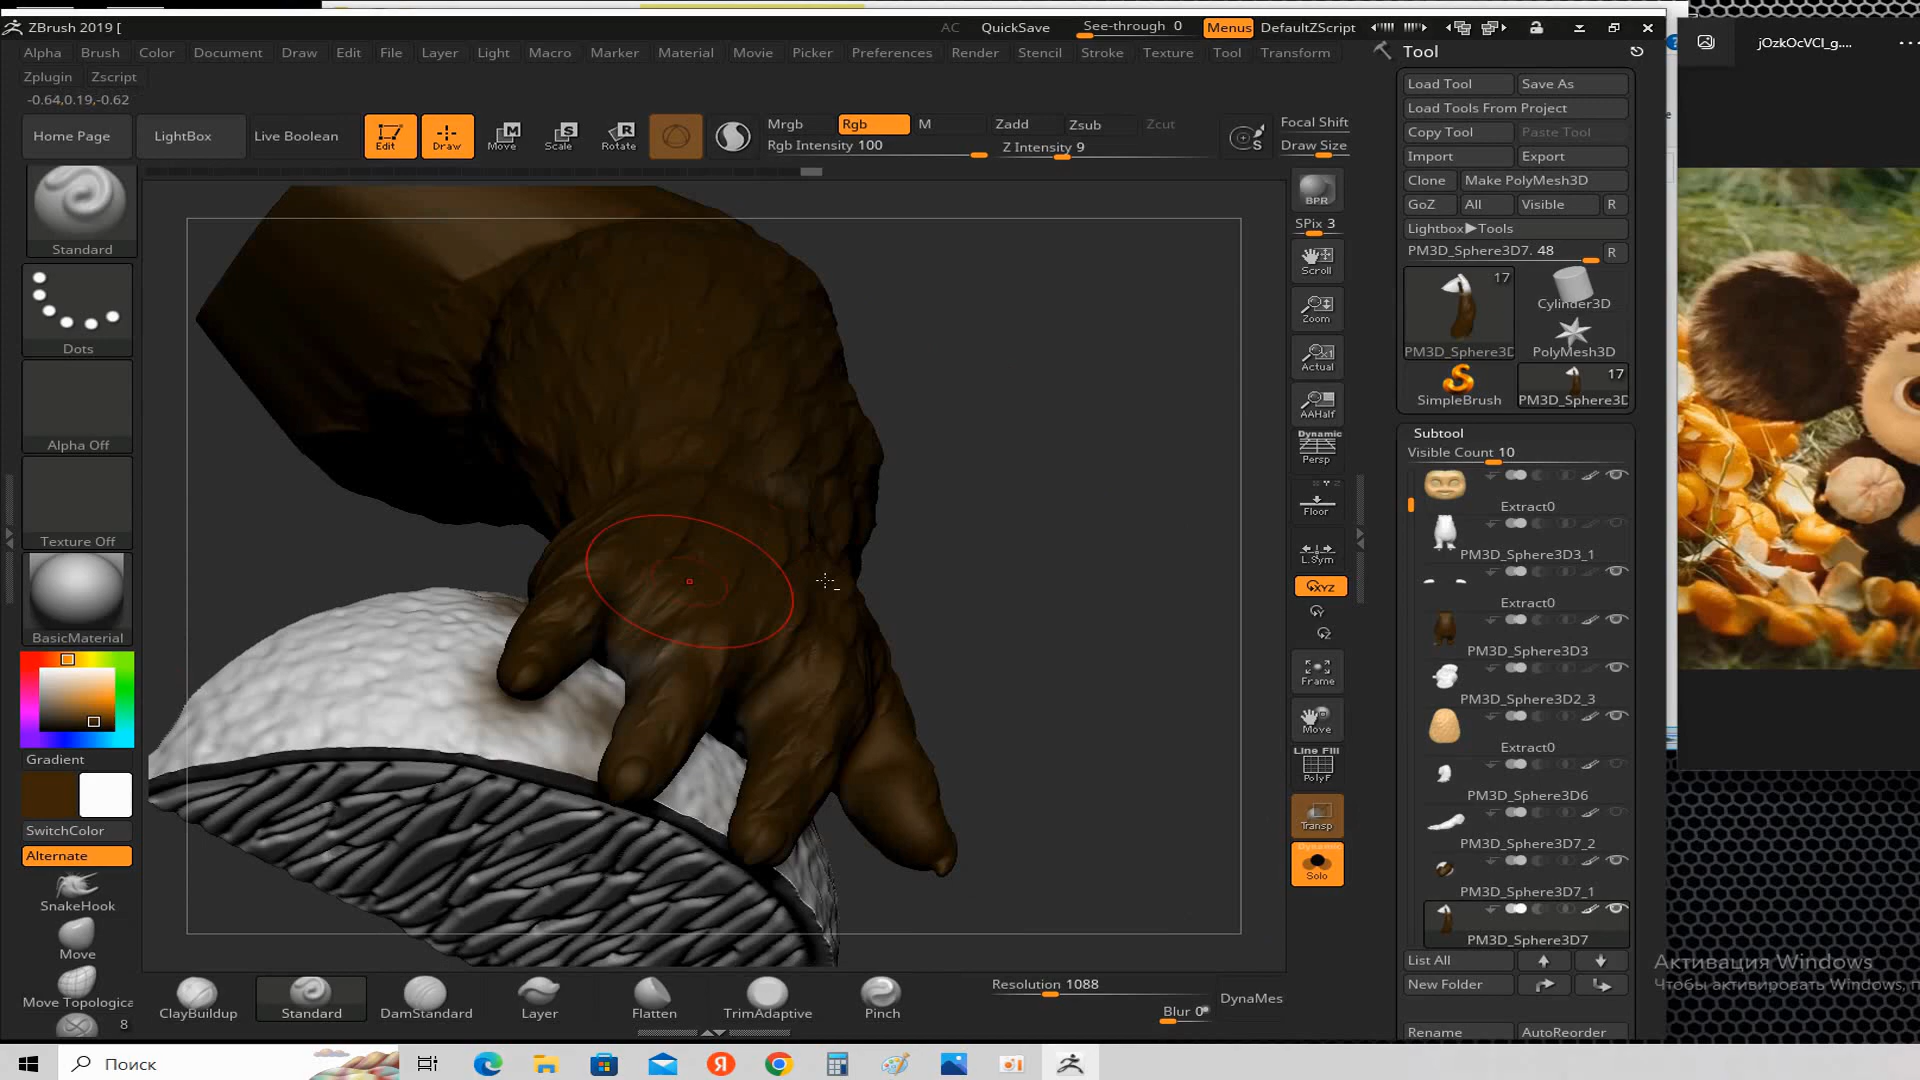 ZBrush 2019 [
AC
QuickSave
See-through 0
Menus
DefaultZScript
jOzkOcVCI_g....
Alpha
Brush
Color
Document
Draw
Edit
File
Layer
Light
Macro
Marker
Material
Movie
Picker
Preferences
Render
Stencil
Stroke
Texture
Tool
Transform
Zplugin
Zscript
-0.64,0.19,-0.62
Home Page
LightBox
Live Boolean
Edit
Draw
Move
Scale
Rotate
Mrgb
Rgb
M
Rgb Intensity 100
Zadd
Zsub
Zcut
Z Intensity 9
Focal Shift
Draw Size
Standard
Dots
Alpha Off
Texture Off
BasicMaterial
Gradient
SwitchColor
Alternate
SnakeHook
Move
Move Topologica
8
ClayBuildup
Standard
DamStandard
Layer
Flatten
TrimAdaptive
Pinch
Resolution 1088
Blur 0
DynaMes
BPR
SPix 3
Scroll
Zoom
Actual
AAHalf
Dynamic
Persp
Floor
L.Sym
XYZ
Frame
Move
Line Fill
PolyF
Transp
Dynamic
Solo
Tool
Load Tool
Save As
Load Tools From Project
Copy Tool
Paste Tool
Import
Export
Clone
Make PolyMesh3D
GoZ
All
Visible
R
Lightbox▶Tools
PM3D_Sphere3D7. 48
R
17
PM3D_Sphere3D
Cylinder3D
PolyMesh3D
SimpleBrush
17
PM3D_Sphere3D
Subtool
Visible Count 10
Extract0
PM3D_Sphere3D3_1
Extract0
PM3D_Sphere3D3
PM3D_Sphere3D2_3
Extract0
PM3D_Sphere3D6
PM3D_Sphere3D7_2
PM3D_Sphere3D7_1
PM3D_Sphere3D7
List All
New Folder
Rename
AutoReorder
Активация Windows
Чтобы активировать Windows, п
Поиск